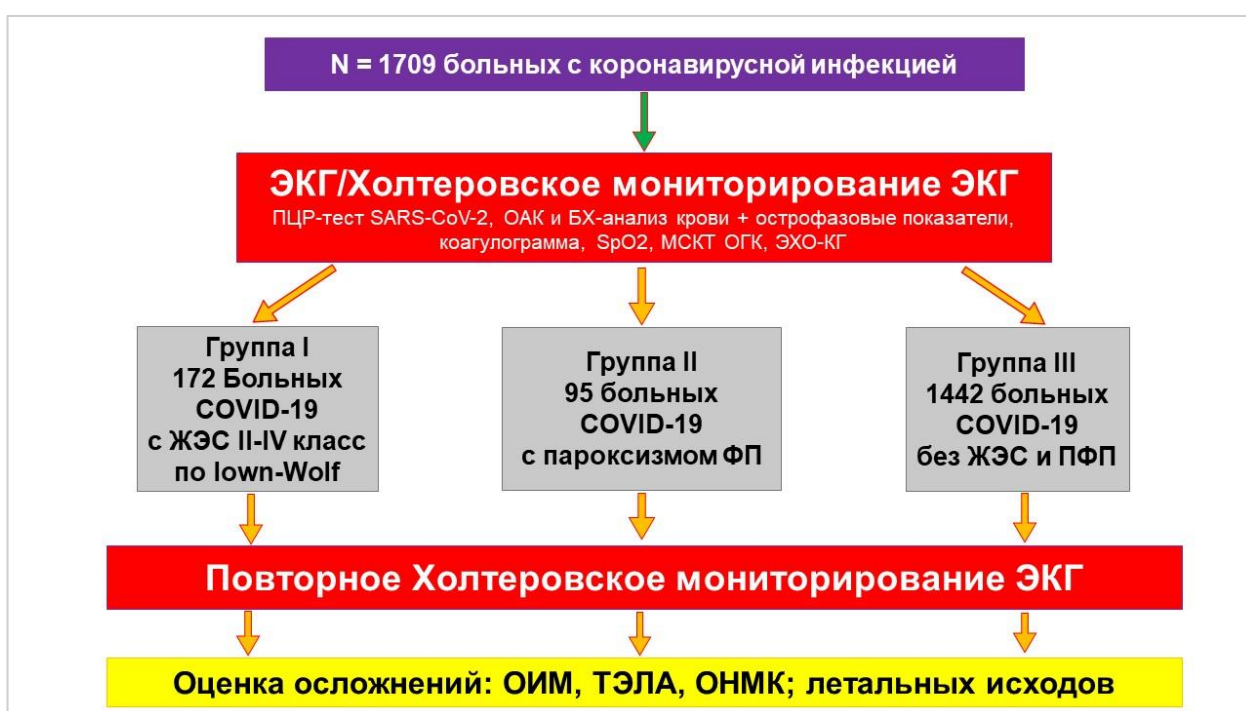 N = 1709 больных с коронавирусной инфекцией
ЭКГ/Холтеровское мониторирование ЭКГ
ПЦР-тест SARS-CoV-2, ОАК и БХ-анализ крови + острофазовые показатели,
коагулограмма, SpO2, МСКТ ОГК, ЭХО-КГ
Группа I
172 Больных
COVID-19
с ЖЭС II-IV класс
по lown-Wolf
Группа II
95 больных
COVID-19
с пароксизмом ФП
Группа III
1442 больных
COVID-19
без ЖЭС и ПФП
Повторное Холтеровское мониторирование ЭКГ
Оценка осложнений: ОИМ, ТЭЛА, ОНМК; летальных исходов